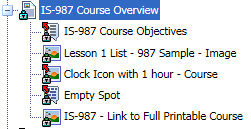 IS-987 Course Overview
IS-987 Course Objectives
Lesson 1 List - 987 Sample - Image
Clock Icon with 1 hour - Course
Empty Spot
IS-987 - Link to Full Printable Course